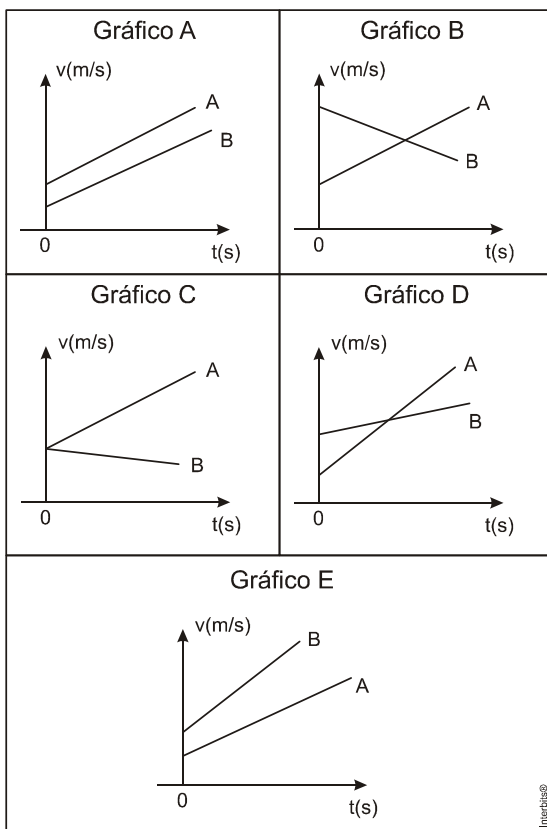 Gráfico A
v(m/s)
A
B
0
t(s)
Gráfico B
v(m/s)
A
B
0
t(s)
Gráfico C
v(m/s)
A
B
0
t(s)
Gráfico D
v(m/s)
A
B
0
t(s)
Gráfico E
v(m/s)
B
A
0
t(s)
Interbits®